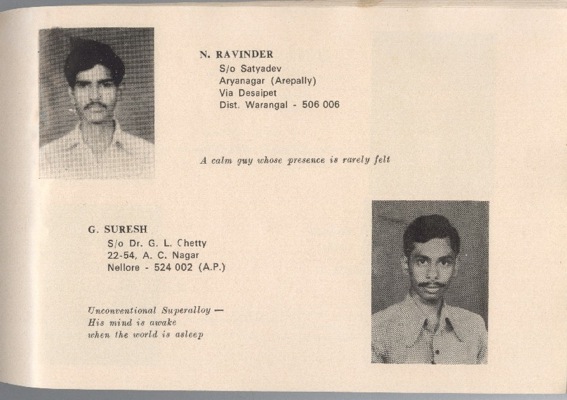 N. RAVINDER
S/o Satyadev
Aryanagar (Arepally)
Via Desaipet
Dist. Warangal - 506 006
A calm guy whose presence is rarely felt
G. SURESH
S/o Dr. G. L. Chetty
22-54, A. C. Nagar
Nellore - 524 002 (A.P.)
Unconventional Superalloy —
His mind is awake
when the world is asleep